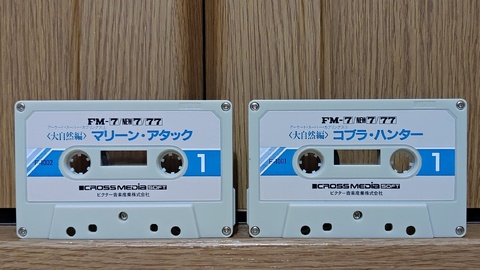 FM-7/NEW7/77
〈大自然編〉 マリーン・アタック
1
CROSS MEDIA SOFT
ビクター音楽産業株式会社
FM-7/NEW7/77
〈大自然編〉 コブラ・ハンター
1
CROSS MEDIA SOFT
ビクター音楽産業株式会社